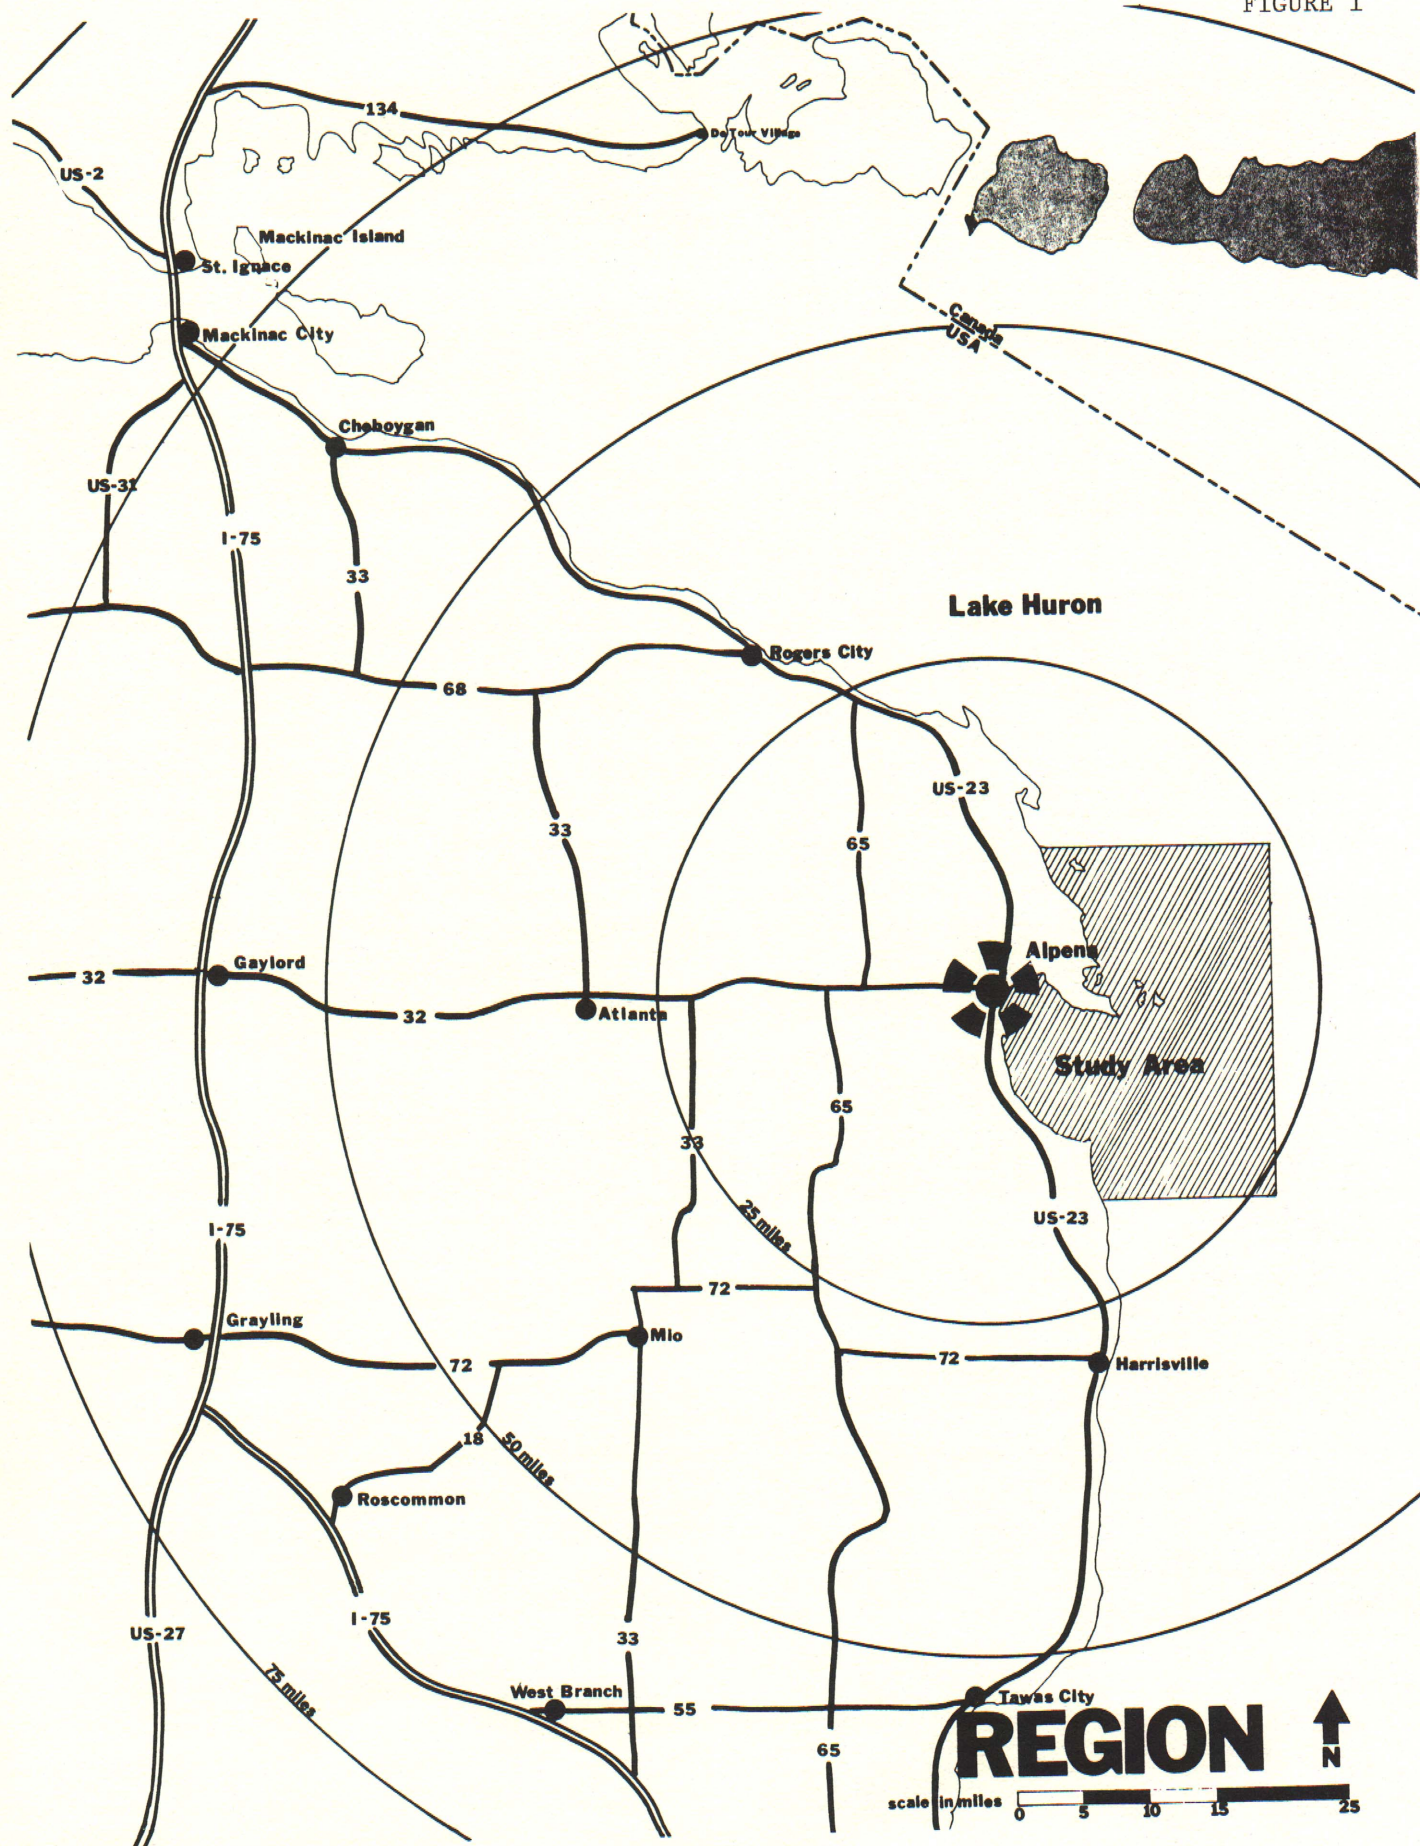 FIGURE 1
134
De Tour Village
US-2
Mackinac Island
St. Ignace
Mackinac City
Canada
USA
Cheboygan
US-31
I-75
33
Lake Huron
Rogers City
68
US-23
33
65
Alpena
Gaylord
32
32
Atlanta
Study Area
65
33
25 miles
US-23
I-75
72
Grayling
Mio
72
72
Harrisville
18
50 miles
Roscommon
I-75
US-27
33
75 miles
West Branch
55
Tawas City
REGION
N
65
scale in miles
0 5 10 15 25